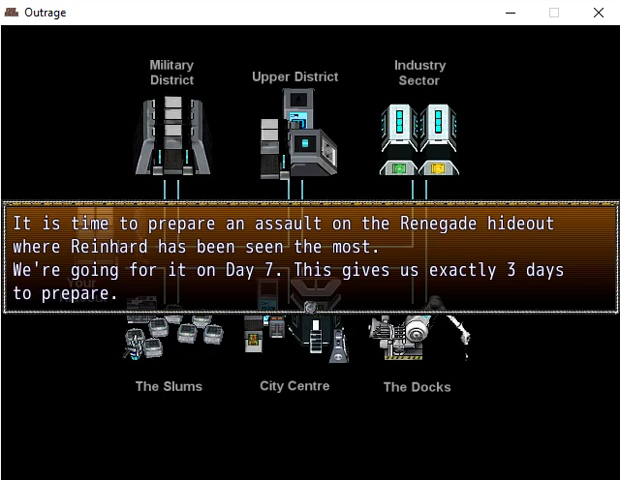 Outrage
Military
District
Upper District
Industry
Sector
It is time to prepare an assault on the Renegade hideout
where Reinhard has been seen the most.
We're going for it on Day 7. This gives us exactly 3 days
to prepare.
Your
The Slums
City Centre
The Docks